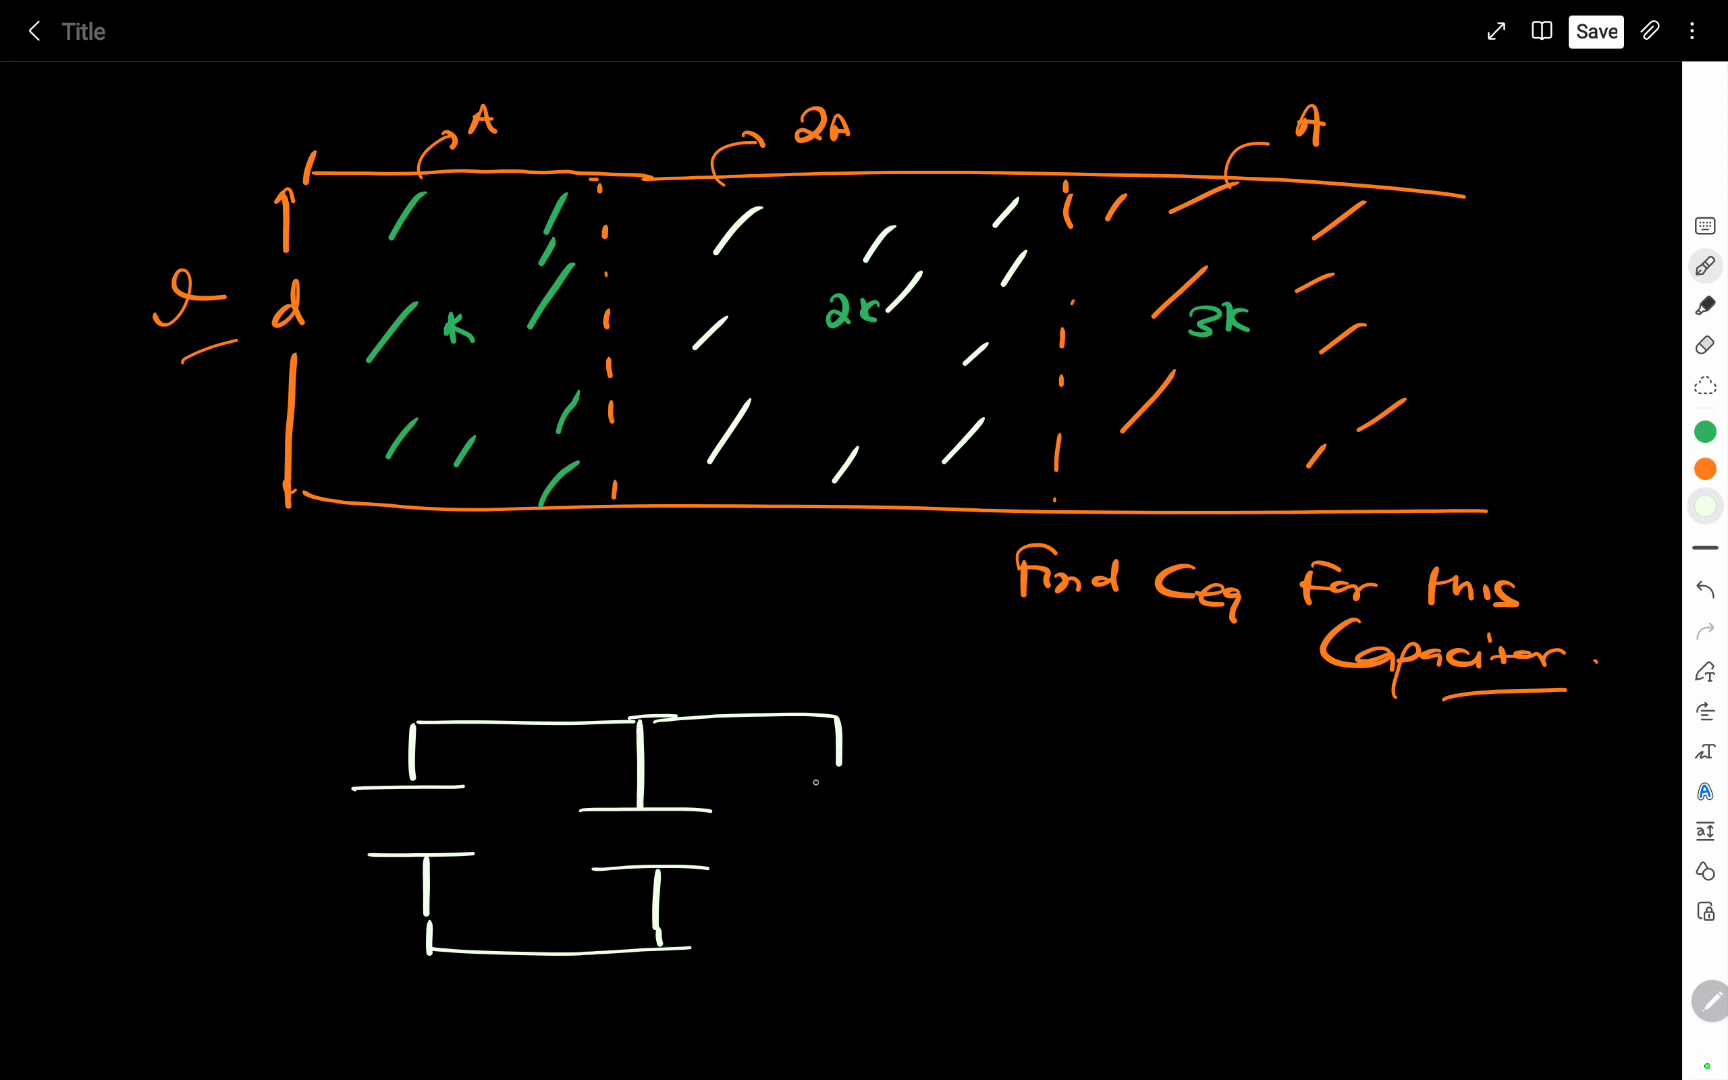 Title
Save
A 2A A
d K 2K 3K
Find Ceq For this
Capacitor.